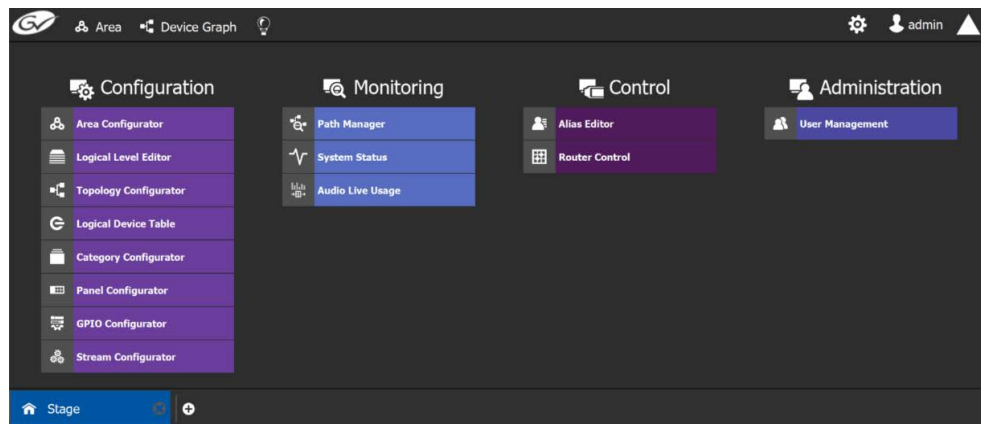 GV Area Device Graph admin
Configuration
Area Configurator
Logical Level Editor
Topology Configurator
Logical Device Table
Category Configurator
Panel Configurator
GPIO Configurator
Stream Configurator
Monitoring
Path Manager
System Status
Audio Live Usage
Control
Alias Editor
Router Control
Administration
User Management
Stage